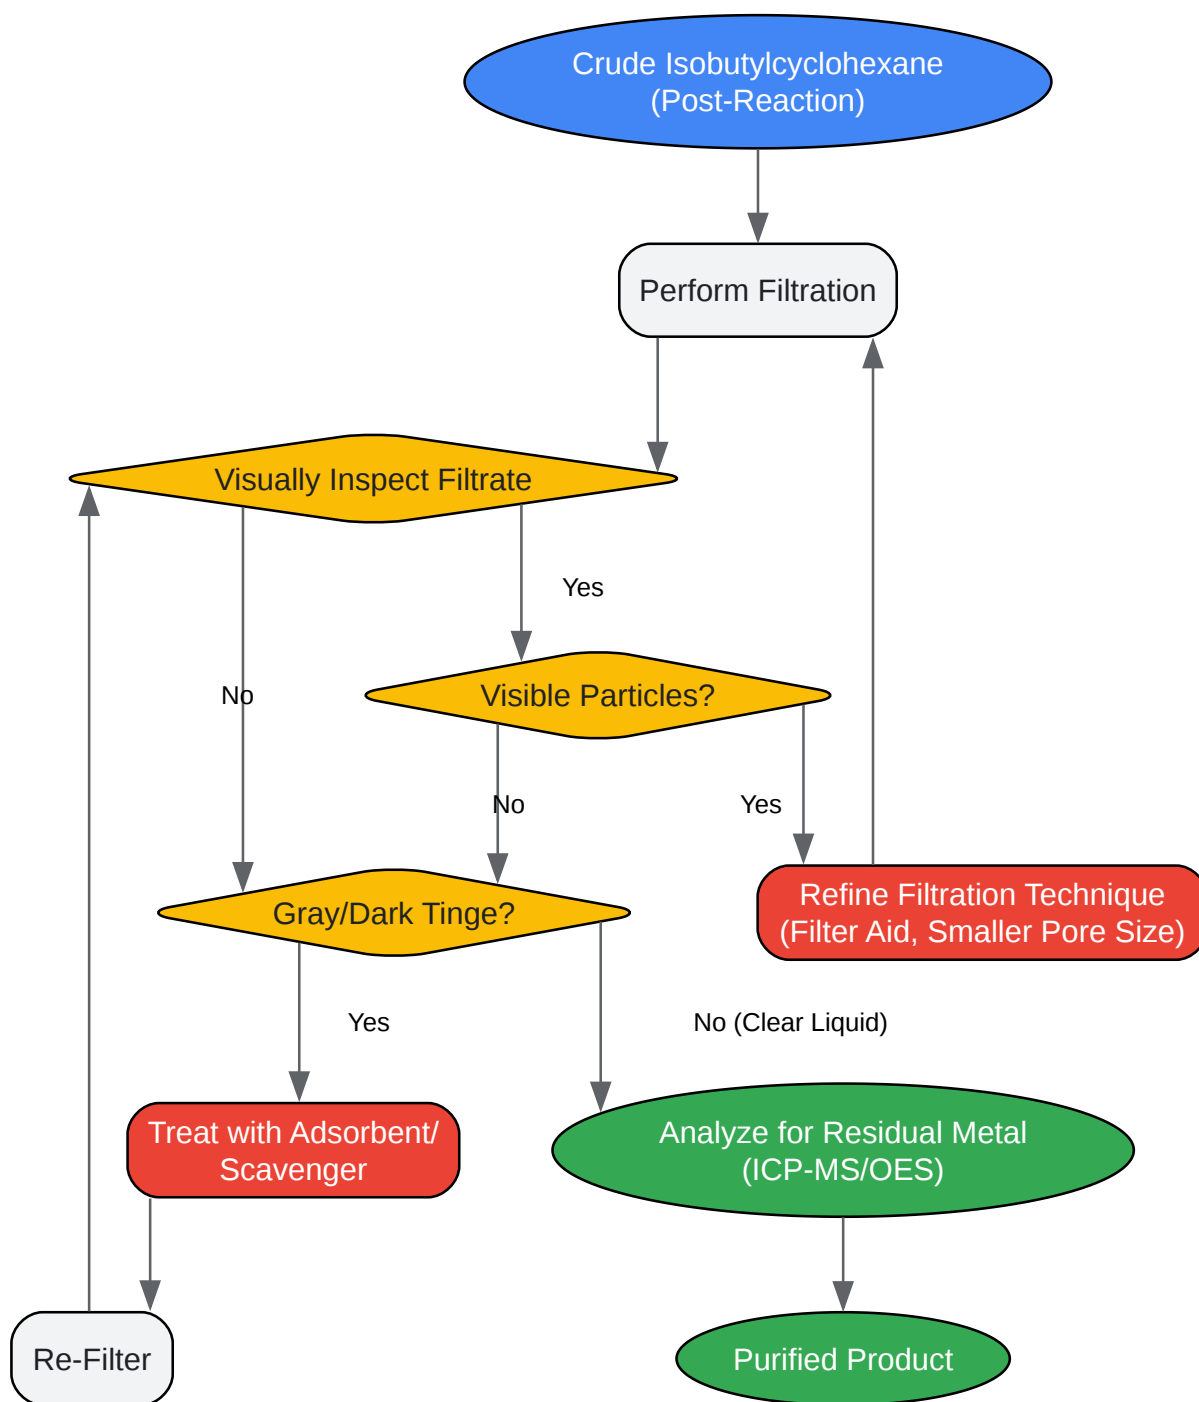 Crude Isobutylcyclohexane
(Post-Reaction)
Perform Filtration
Visually Inspect Filtrate
Yes
No
Visible Particles?
No
Yes
Refine Filtration Technique
(Filter Aid, Smaller Pore Size)
Gray/Dark Tinge?
Yes
No (Clear Liquid)
Treat with Adsorbent/
Scavenger
Analyze for Residual Metal
(ICP-MS/OES)
Re-Filter
Purified Product